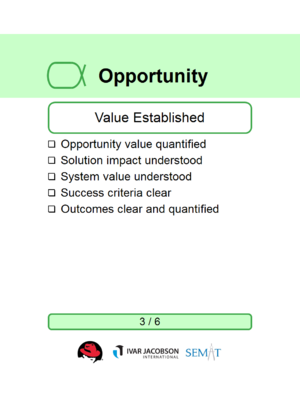 Opportunity
Value Established
❑ Opportunity value quantified
❑ Solution impact understood
❑ System value understood
❑ Success criteria clear
❑ Outcomes clear and quantified
3 / 6
IVAR JACOBSON
INTERNATIONAL
SEMAT